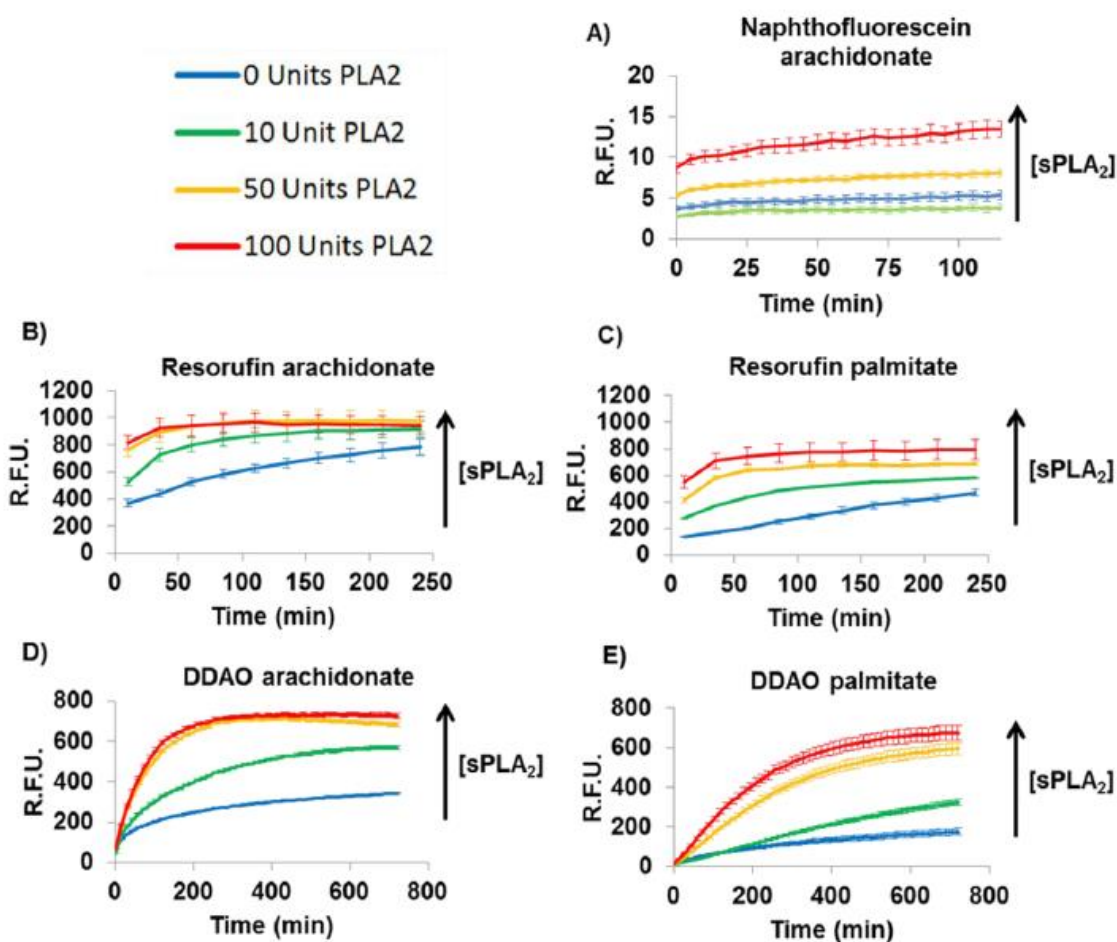 0 Units PLA2
10 Unit PLA2
50 Units PLA2
100 Units PLA2
A)
Naphthofluorescein
arachidonate
20
15
10
5
0
R.F.U.
0 25 50 75 100
Time (min)
[sPLA₂]
B)
Resorufin arachidonate
1200
1000
800
600
400
200
0
R.F.U.
0 50 100 150 200 250
Time (min)
[sPLA₂]
C)
Resorufin palmitate
1200
1000
800
600
400
200
0
R.F.U.
0 50 100 150 200 250
Time (min)
[sPLA₂]
D)
DDAO arachidonate
800
600
400
200
0
R.F.U.
0 200 400 600 800
Time (min)
[sPLA₂]
E)
DDAO palmitate
800
600
400
200
0
R.F.U.
0 200 400 600 800
Time (min)
[sPLA₂]